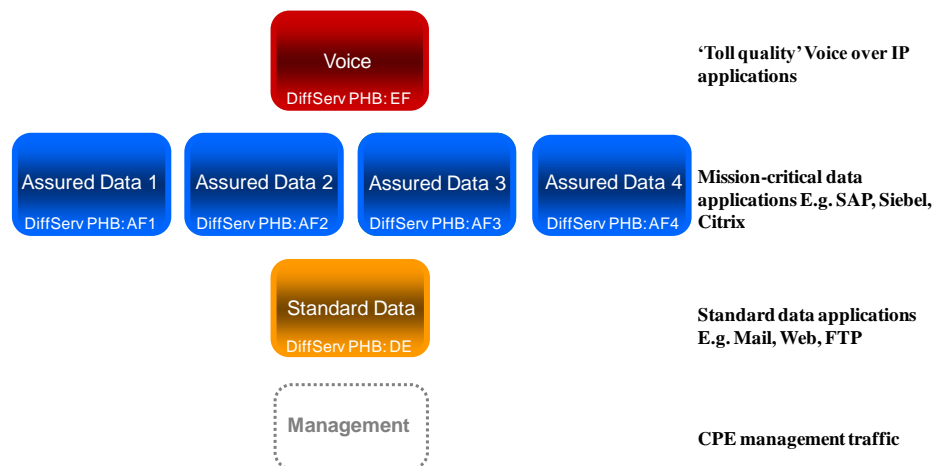 Voice
DiffServ PHB: EF
‘Toll quality’ Voice over IP
applications
Assured Data 1
DiffServ PHB: AF1
Assured Data 2
DiffServ PHB: AF2
Assured Data 3
DiffServ PHB: AF3
Assured Data 4
DiffServ PHB: AF4
Mission-critical data
applications E.g. SAP, Siebel,
Citrix
Standard Data
DiffServ PHB: DE
Standard data applications
E.g. Mail, Web, FTP
Management
CPE management traffic